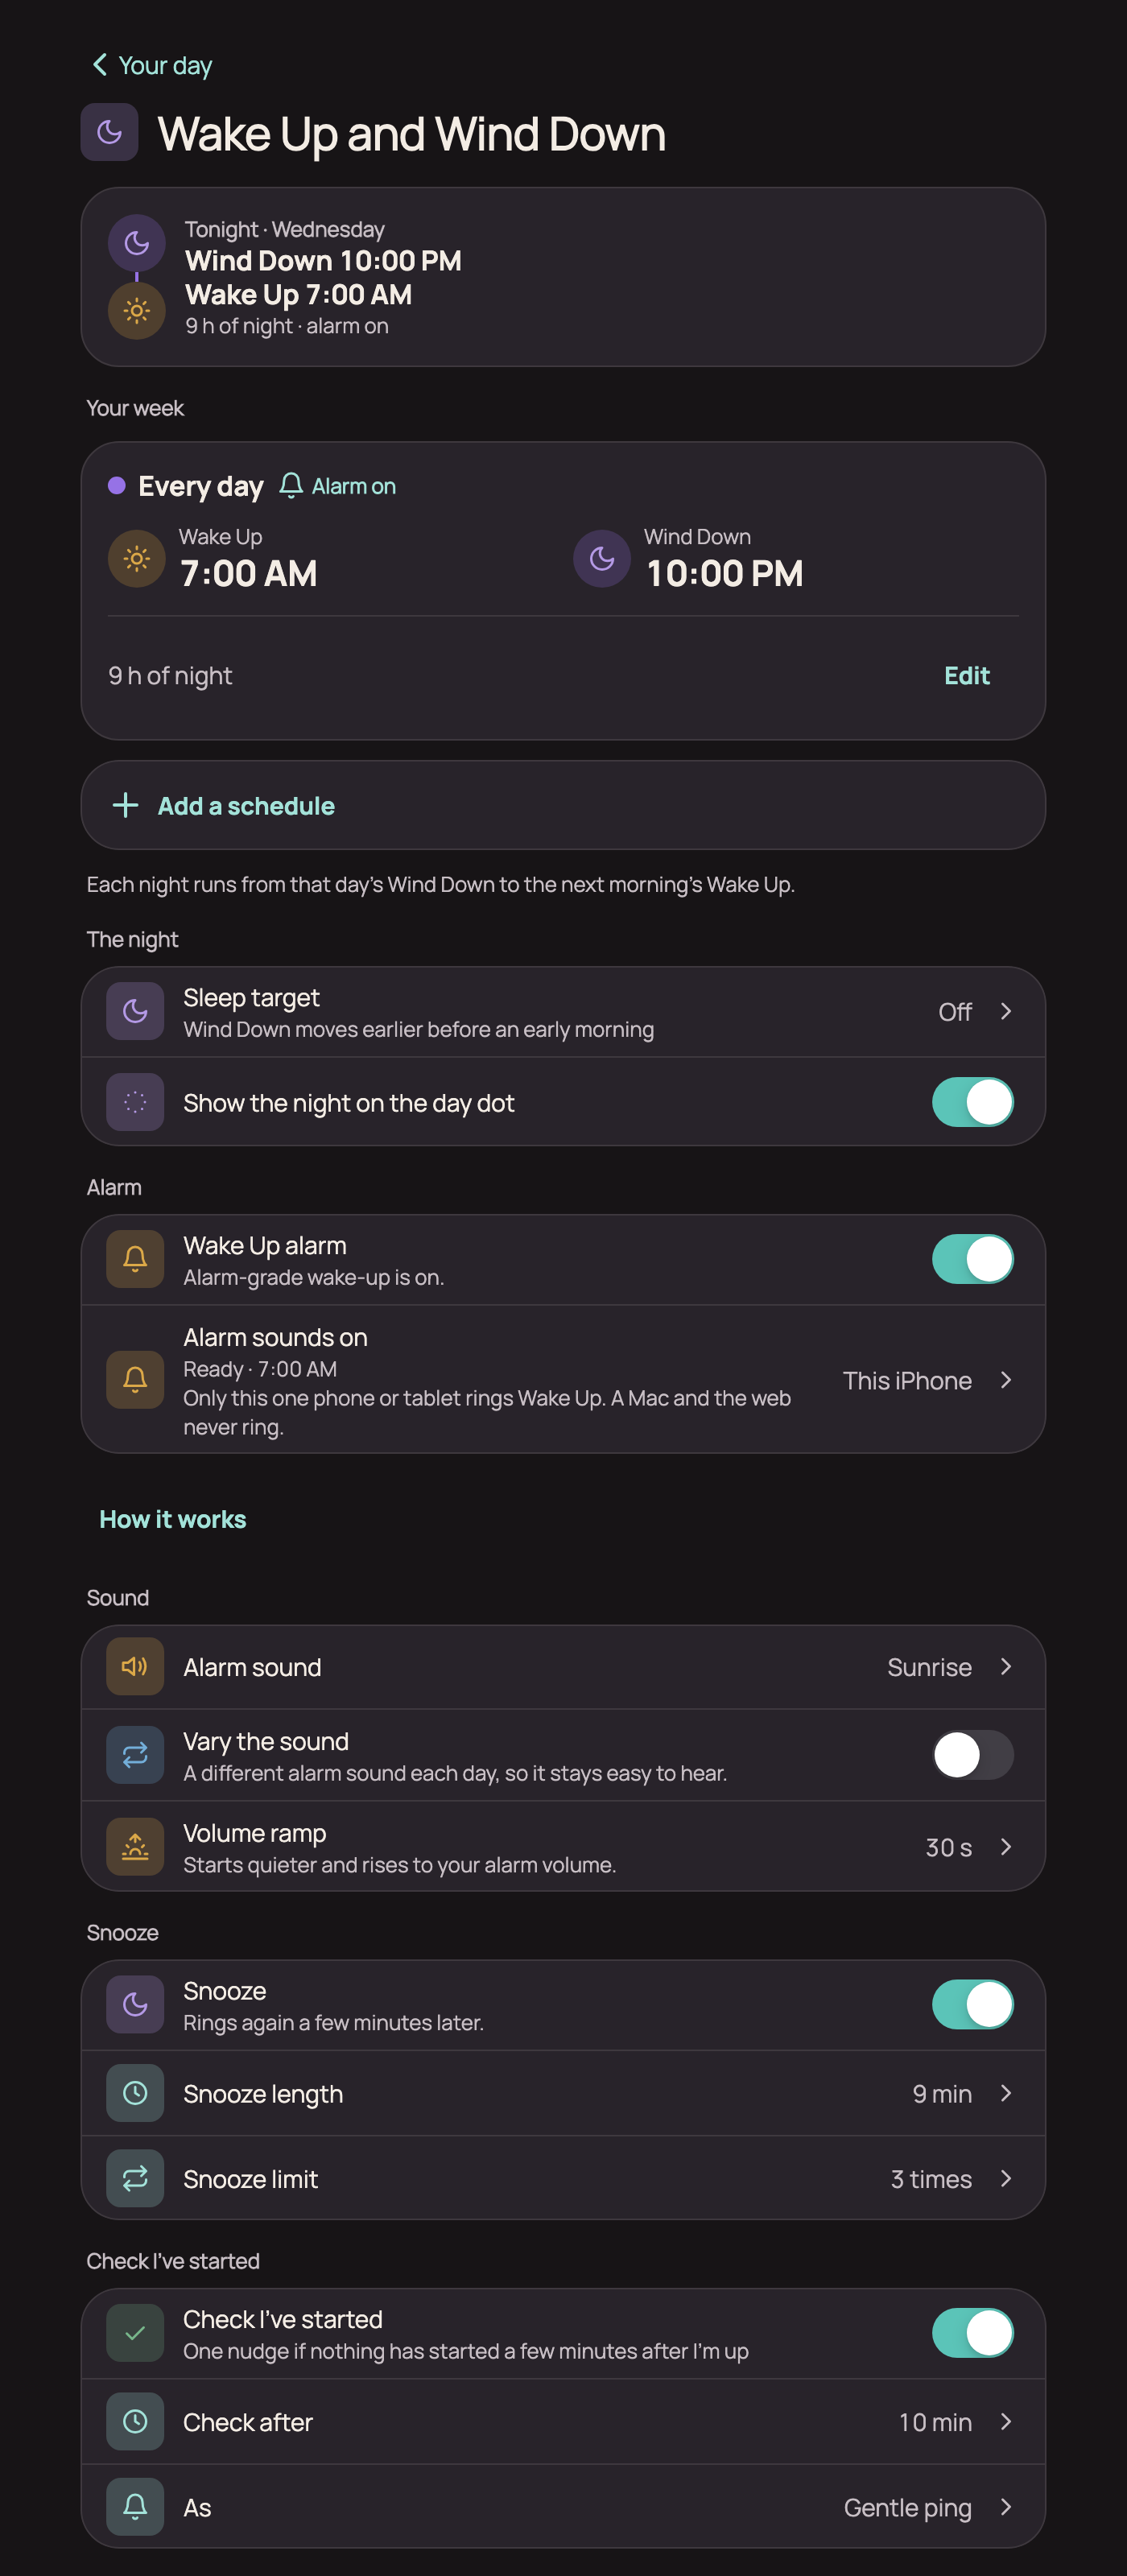 Your day
Wake Up and Wind Down
Tonight · Wednesday
Wind Down 10:00 PM
Wake Up 7:00 AM
9 h of night · alarm on
Your week
Every day Alarm on
Wake Up
7:00 AM
Wind Down
10:00 PM
9 h of night
Edit
Add a schedule
Each night runs from that day’s Wind Down to the next morning’s Wake Up.
The night
Sleep target
Wind Down moves earlier before an early morning
Off
Show the night on the day dot
Alarm
Wake Up alarm
Alarm-grade wake-up is on.
Alarm sounds on
Ready · 7:00 AM
Only this one phone or tablet rings Wake Up. A Mac and the web
never ring.
This iPhone
How it works
Sound
Alarm sound
Sunrise
Vary the sound
A different alarm sound each day, so it stays easy to hear.
Volume ramp
Starts quieter and rises to your alarm volume.
30 s
Snooze
Snooze
Rings again a few minutes later.
Snooze length
9 min
Snooze limit
3 times
Check I’ve started
Check I’ve started
One nudge if nothing has started a few minutes after I’m up
Check after
10 min
As
Gentle ping